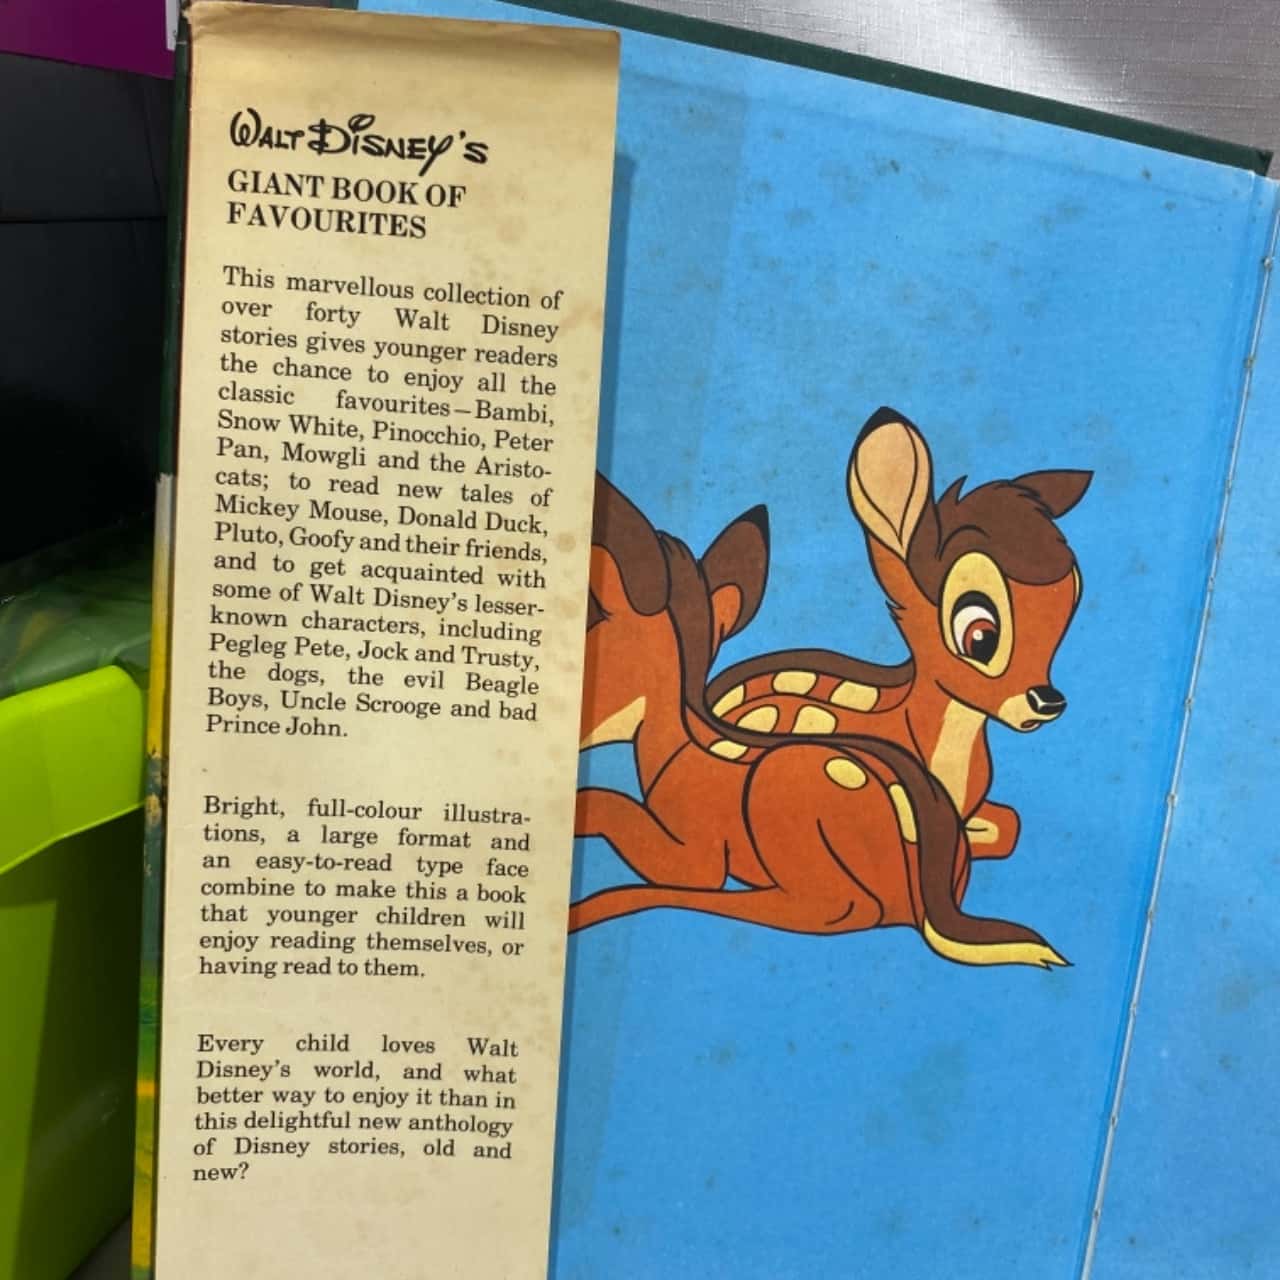 WALT DISNEY'S
GIANT BOOK OF
FAVOURITES
This marvellous collection of
over forty Walt Disney
stories gives younger readers
the chance to enjoy all the
classic favourites—Bambi,
Snow White, Pinocchio, Peter
Pan, Mowgli and the Aristo-
cats; to read new tales of
Mickey Mouse, Donald Duck,
Pluto, Goofy and their friends,
and to get acquainted with
some of Walt Disney's lesser-
known characters, including
Pegleg Pete, Jock and Trusty,
the dogs, the evil Beagle
Boys, Uncle Scrooge and bad
Prince John.
Bright, full-colour illustra-
tions, a large format and
an easy-to-read type face
combine to make this a book
that younger children will
enjoy reading themselves, or
having read to them.
Every child loves Walt
Disney's world, and what
better way to enjoy it than in
this delightful new anthology
of Disney stories, old and
new?